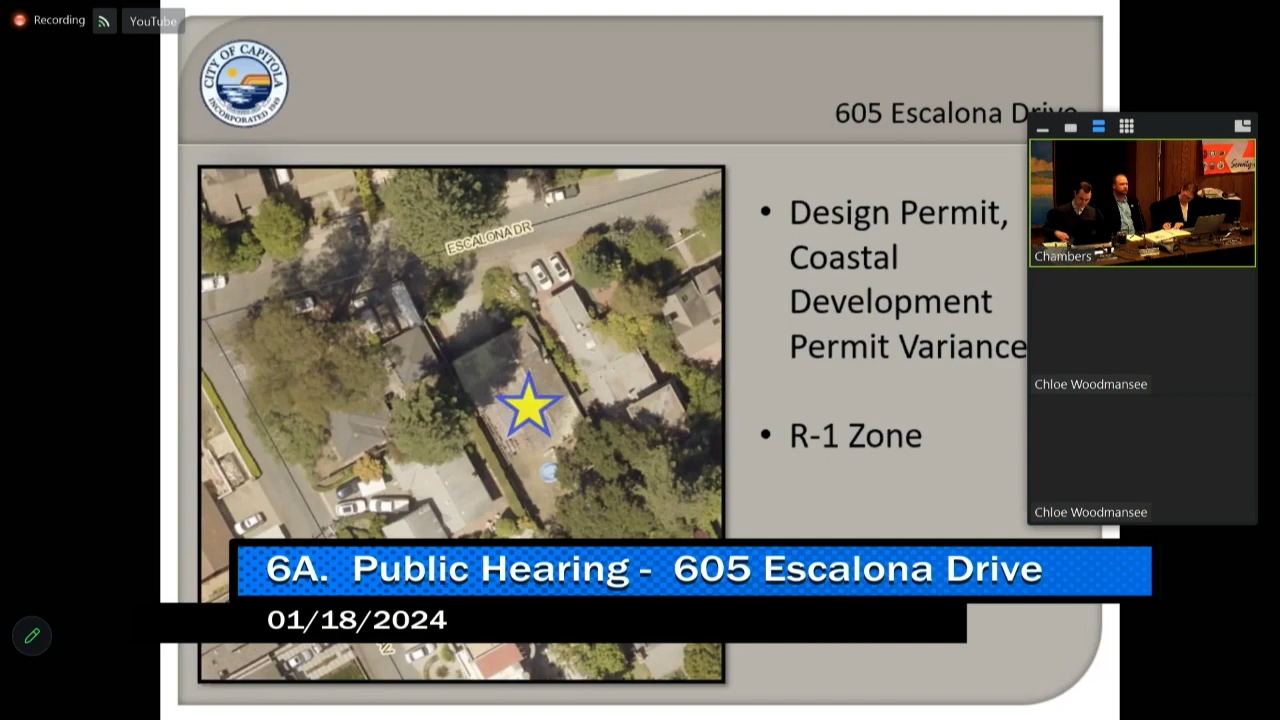 Recording
YouTube
CITY OF CAPITOLA
INCORPORATED 1949
605 Escalona Drive
ESCALONA DR
• Design Permit,
Coastal
Development
Permit Variance
• R-1 Zone
Chambers
Chloe Woodmansee
Chloe Woodmansee
6A. Public Hearing - 605 Escalona Drive
01/18/2024